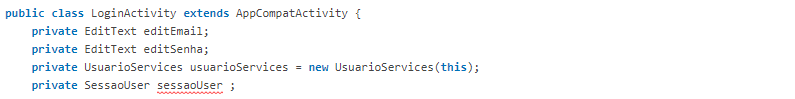 public class LoginActivity extends AppCompatActivity {
    private EditText editEmail;
    private EditText editSenha;
    private UsuarioServices usuarioServices = new UsuarioServices(this);
    private SessaoUser sessaoUser ;